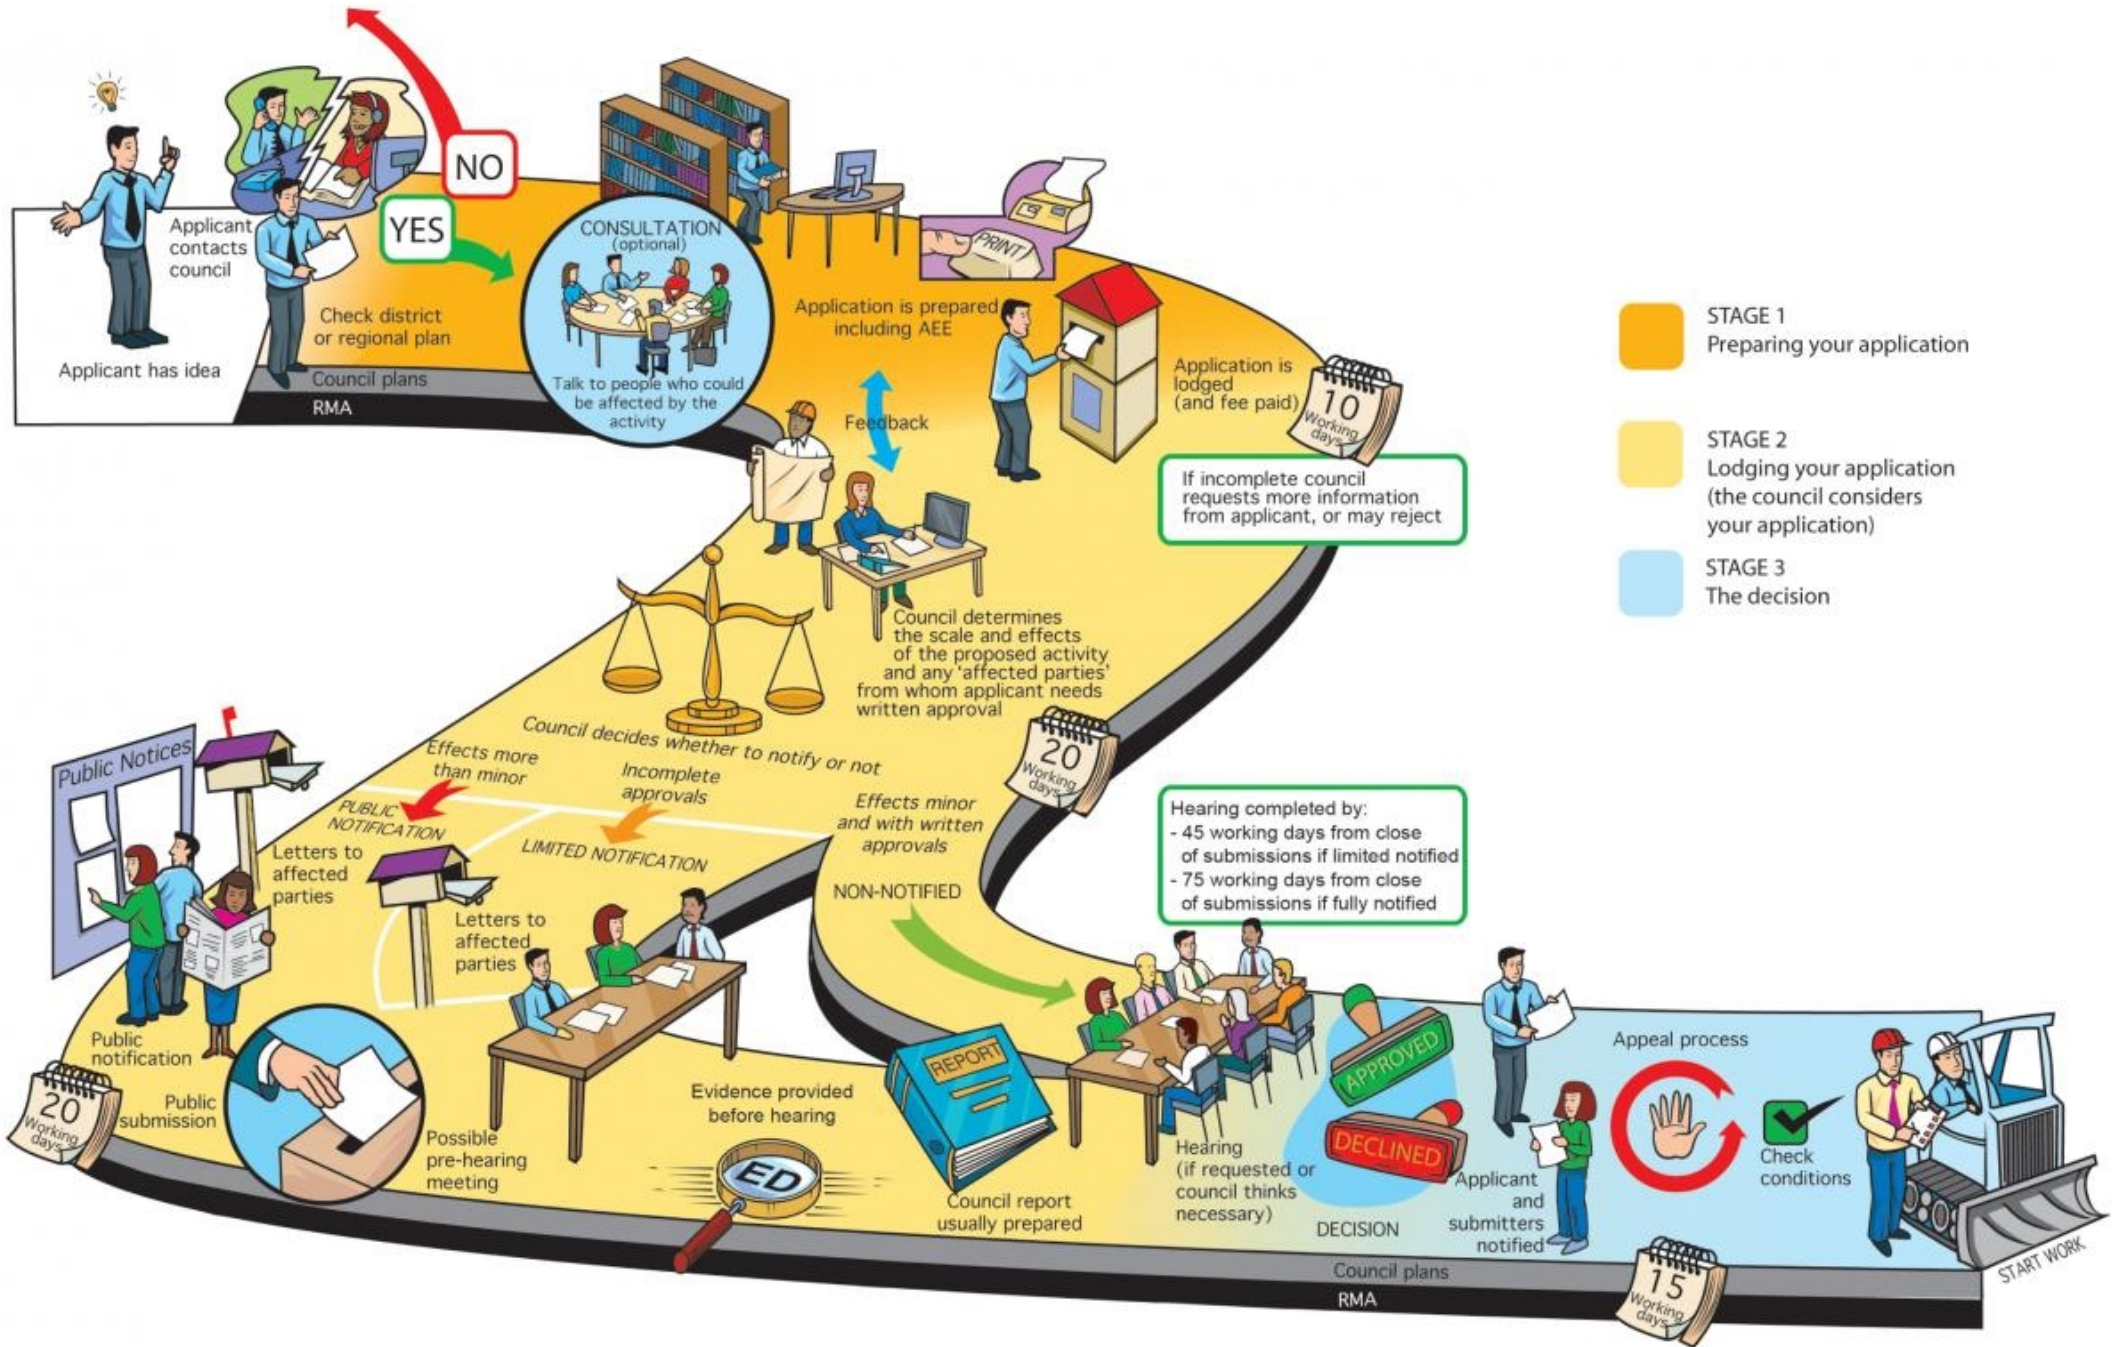 Applicant has idea
Applicant
contacts
council
NO
YES
Check district
or regional plan
Council plans
RMA
CONSULTATION
(optional)
Talk to people who could
be affected by the
activity
Application is prepared
including AEE
PRINT
Feedback
Application is
lodged
(and fee paid)
10
Working
days
If incomplete council
requests more information
from applicant, or may reject
STAGE 1
Preparing your application
STAGE 2
Lodging your application
(the council considers
your application)
STAGE 3
The decision
Council determines
the scale and effects
of the proposed activity
and any 'affected parties'
from whom applicant needs
written approval
20
Working
days
Council decides whether to notify or not
Effects more
than minor
Incomplete
approvals
Effects minor
and with written
approvals
PUBLIC
NOTIFICATION
LIMITED NOTIFICATION
NON-NOTIFIED
Public Notices
Letters to
affected
parties
Letters to
affected
parties
Public
notification
20
Working
days
Public
submission
Possible
pre-hearing
meeting
Evidence provided
before hearing
ED
REPORT
Council report
usually prepared
Hearing completed by:
- 45 working days from close
of submissions if limited notified
- 75 working days from close
of submissions if fully notified
Hearing
(if requested or
council thinks
necessary)
APPROVED
DECLINED
DECISION
Applicant
and
submitters
notified
Appeal process
Check
conditions
START WORK
Council plans
RMA
15
Working
days